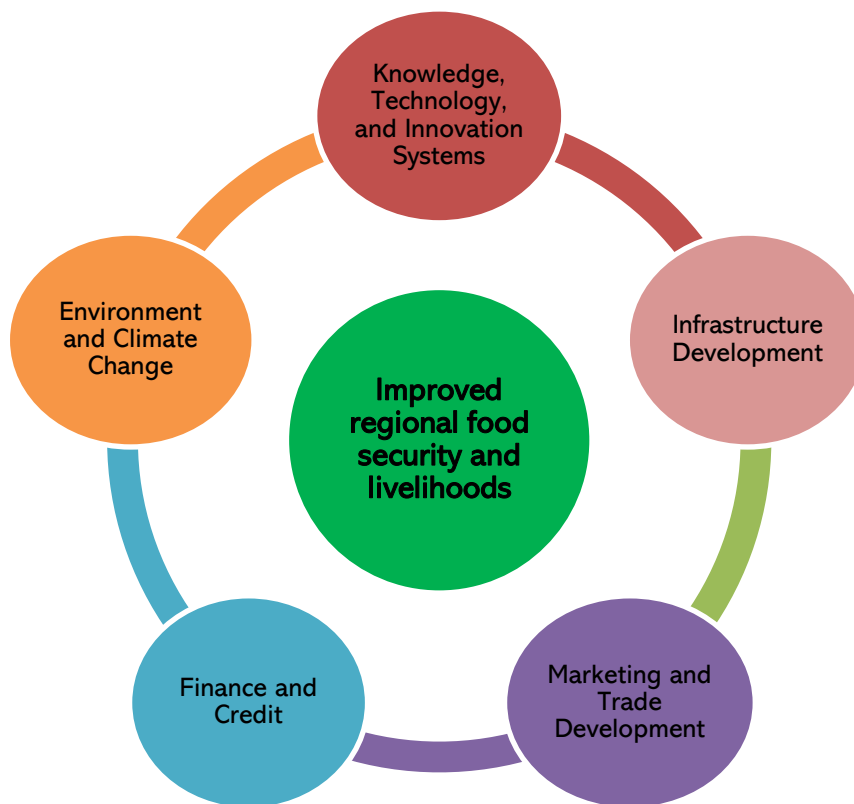 Knowledge,
Technology,
and Innovation
Systems
Infrastructure
Development
Marketing and
Trade
Development
Finance and
Credit
Environment
and Climate
Change
Improved
regional food
security and
livelihoods